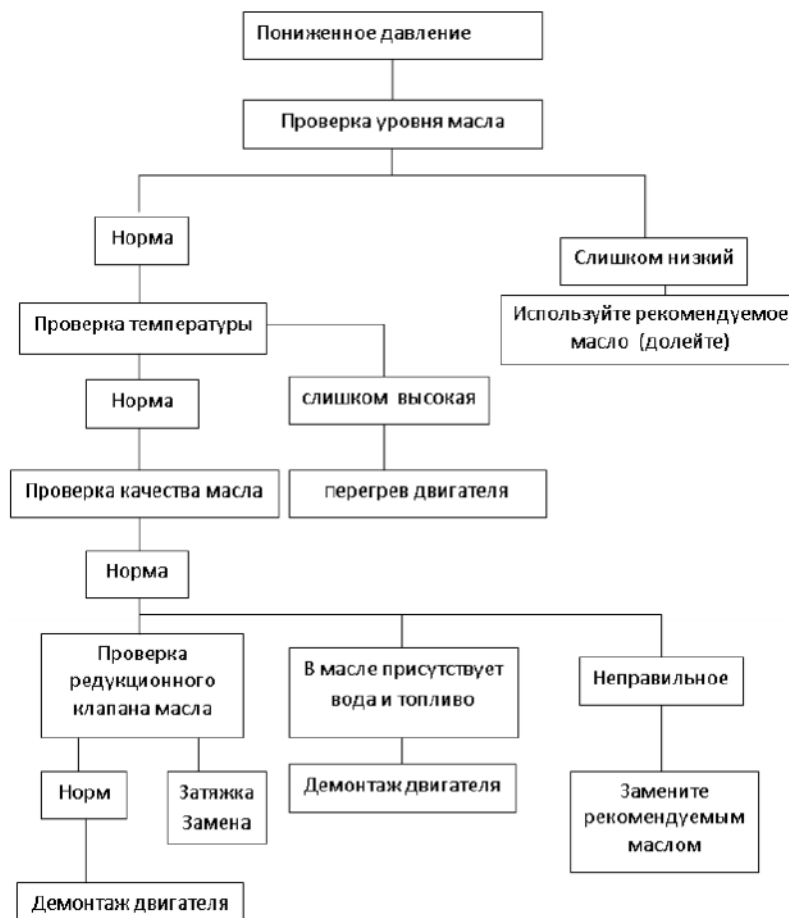 Пониженное давление
Проверка уровня масла
Норма
Слишком низкий
Проверка температуры
Используйте рекомендуемое
масло (долейте)
Норма
слишком высокая
Проверка качества масла
перегрев двигателя
Норма
Проверка
редукционного
клапана масла
В масле присутствует
вода и топливо
Неправильное
Норм
Затяжка
Замена
Демонтаж двигателя
Замените
рекомендуемым
маслом
Демонтаж двигателя